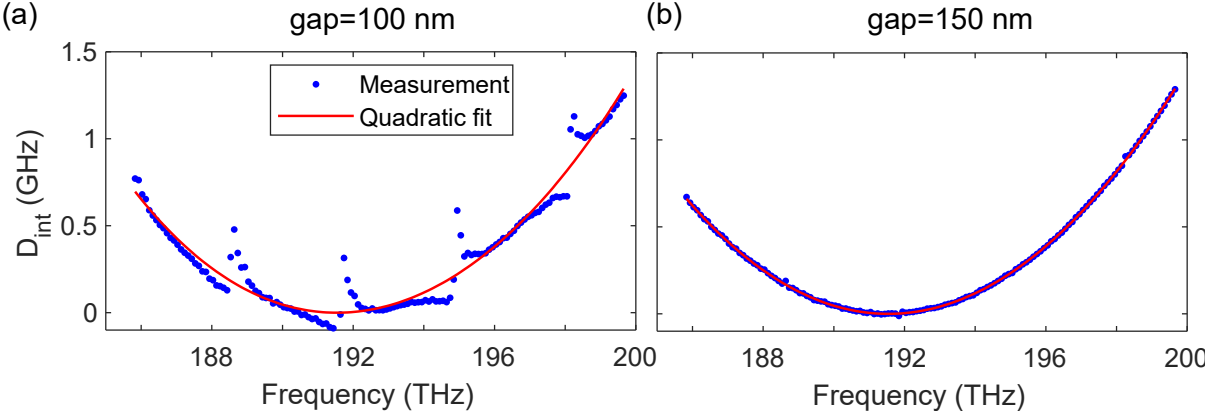 (a) gap=100 nm
1.5
1
0.5
0
D_int (GHz)
Measurement
Quadratic fit
188 192 196 200
Frequency (THz)
(b) gap=150 nm
188 192 196 200
Frequency (THz)